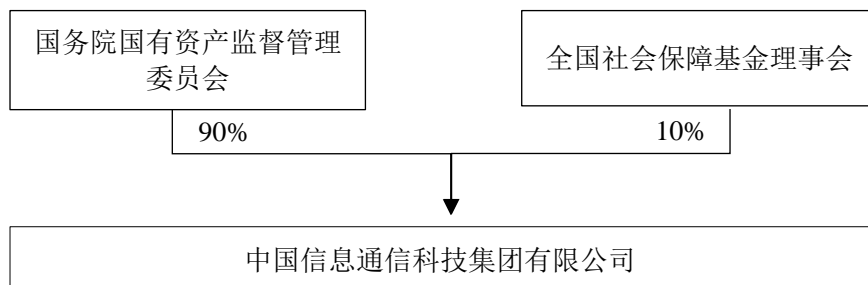 国务院国有资产监督管理
委员会
全国社会保障基金理事会
90%
10%
中国信息通信科技集团有限公司